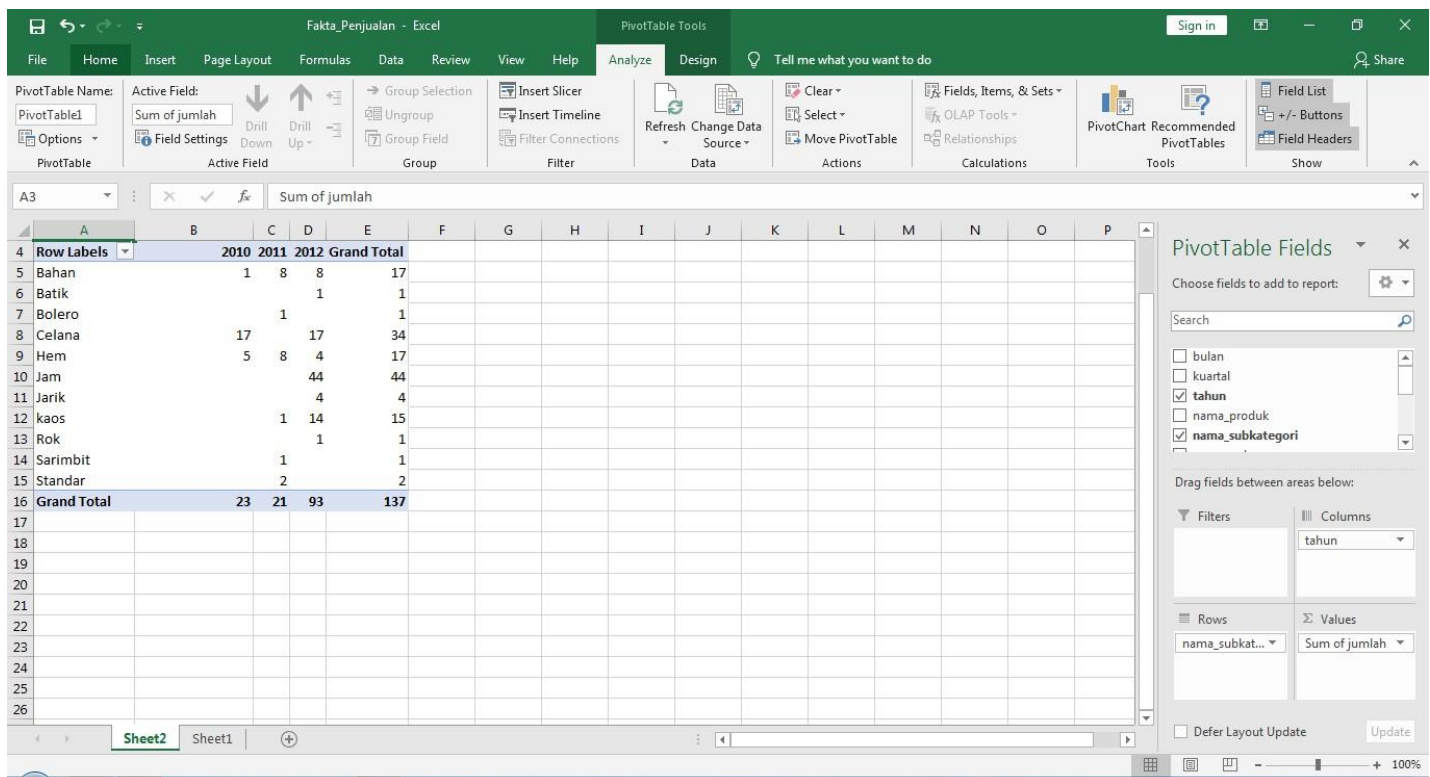 Fakta_Penjualan - Excel PivotTable Tools Sign in
File Home Insert Page Layout Formulas Data Review View Help Analyze Design Tell me what you want to do Share
PivotTable Name:
PivotTable1
Options
PivotTable
Active Field:
Sum of jumlah
Field Settings
Drill Down
Drill Up
Active Field
Group Selection
Ungroup
Group Field
Group
Insert Slicer
Insert Timeline
Filter Connections
Filter
Refresh
Change Data
Source
Data
Clear
Select
Move PivotTable
Actions
Fields, Items, & Sets
OLAP Tools
Relationships
Calculations
PivotChart
Recommended
PivotTables
Tools
Field List
+/- Buttons
Field Headers
Show
A3 fx Sum of jumlah
A B C D E F G H I J K L M N O P
4 Row Labels 2010 2011 2012 Grand Total
5 Bahan 1 8 8 17
6 Batik 1 1
7 Bolero 1 1
8 Celana 17 17 34
9 Hem 5 8 4 17
10 Jam 44 44
11 Jarik 4 4
12 kaos 1 14 15
13 Rok 1 1
14 Sarimbit 1 1
15 Standar 2 2
16 Grand Total 23 21 93 137
17
18
19
20
21
22
23
24
25
26
PivotTable Fields
Choose fields to add to report:
Search
bulan
kuartal
tahun
nama_produk
nama_subkategori
Drag fields between areas below:
Filters
Columns
tahun
Rows
nama_subkat...
Σ Values
Sum of jumlah
Defer Layout Update Update
Sheet2 Sheet1
100%